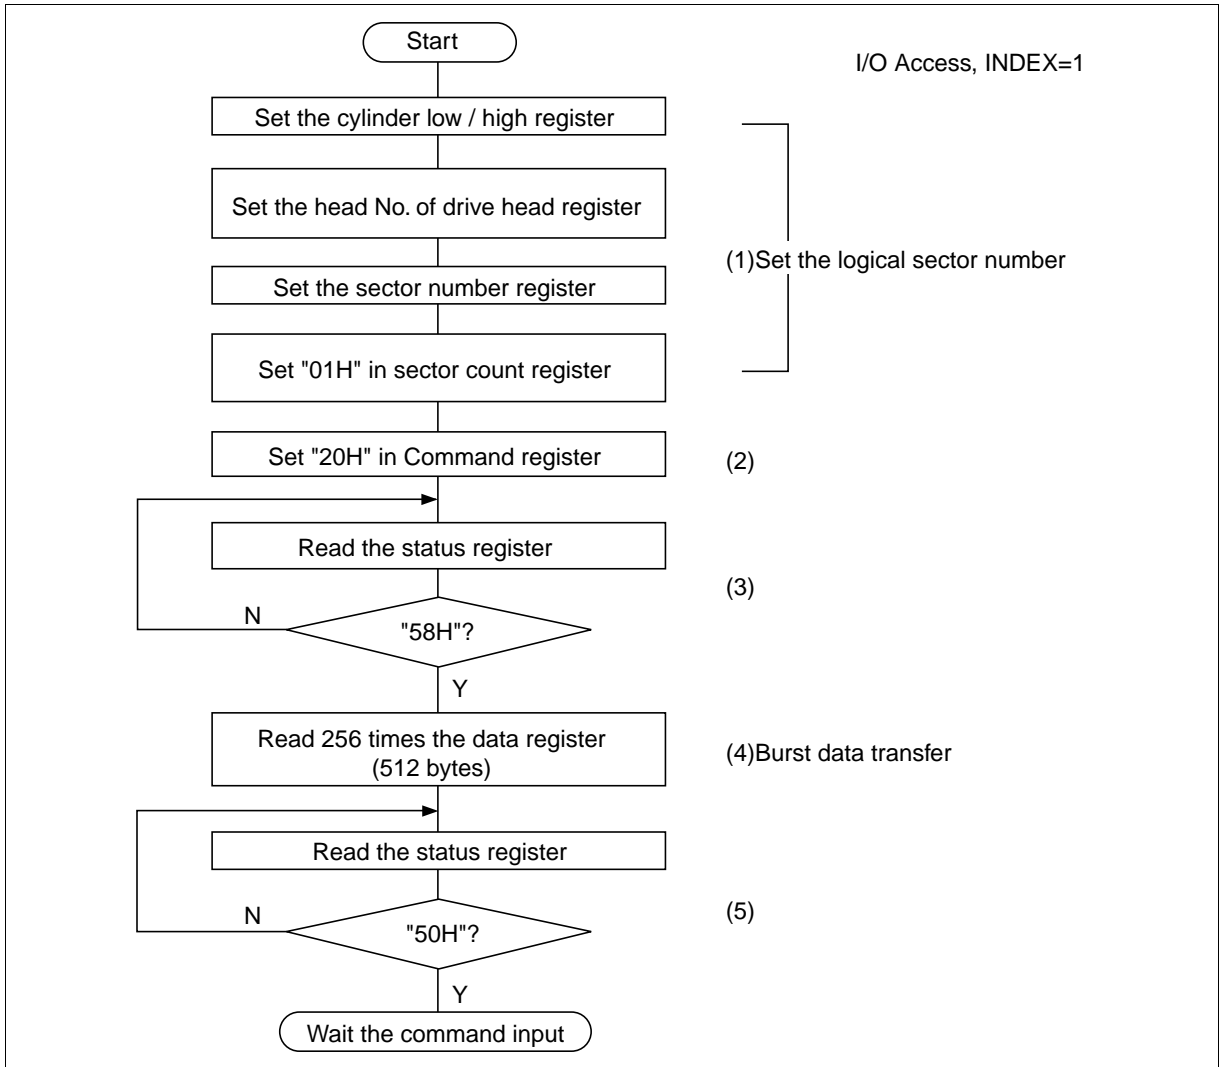 Start
I/O Access, INDEX=1
Set the cylinder low / high register
Set the head No. of drive head register
(1)Set the logical sector number
Set the sector number register
Set "01H" in sector count register
Set "20H" in Command register
(2)
Read the status register
(3)
N
"58H"?
Y
Read 256 times the data register
(512 bytes)
(4)Burst data transfer
Read the status register
(5)
N
"50H"?
Y
Wait the command input